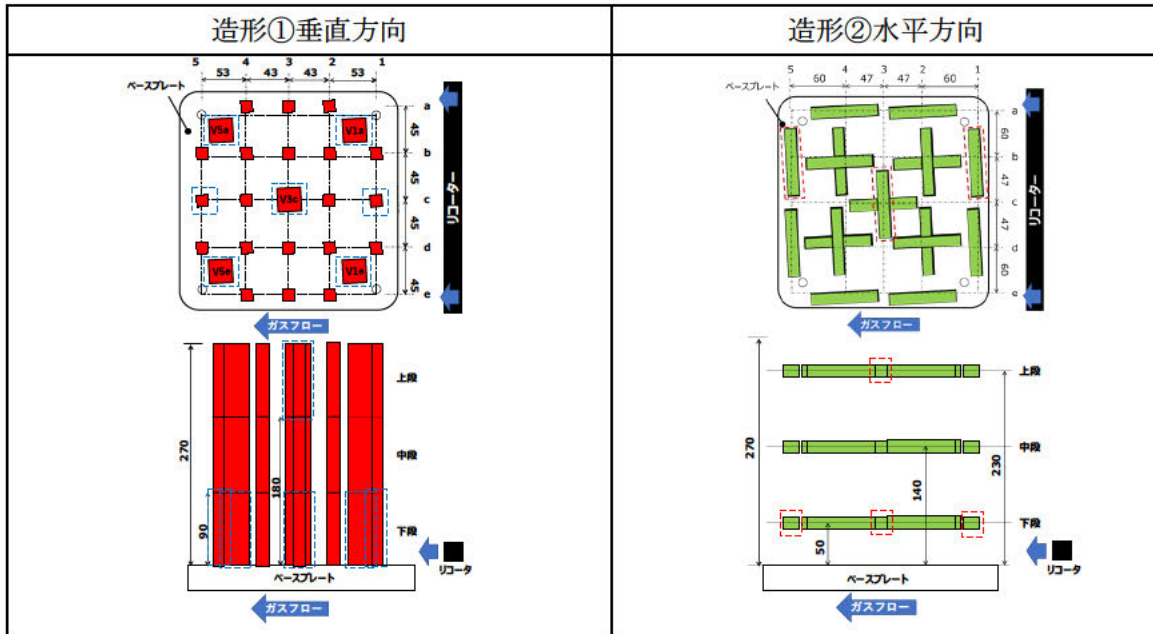 造形①垂直方向
造形②水平方向
5 4 3 2 1
53 43 43 53
ベースプレート
a
b
c
d
e
45
45
45
45
V5a
V1a
V3c
V5e
V1e
リコーター
ガスフロー
270
180
90
上段
中段
下段
リコータ
ベースプレート
ガスフロー
5 4 3 2 1
60 47 47 60
ベースプレート
a
b
c
d
e
60
47
47
60
リコーター
ガスフロー
270
230
140
50
上段
中段
下段
リコータ
ベースプレート
ガスフロー